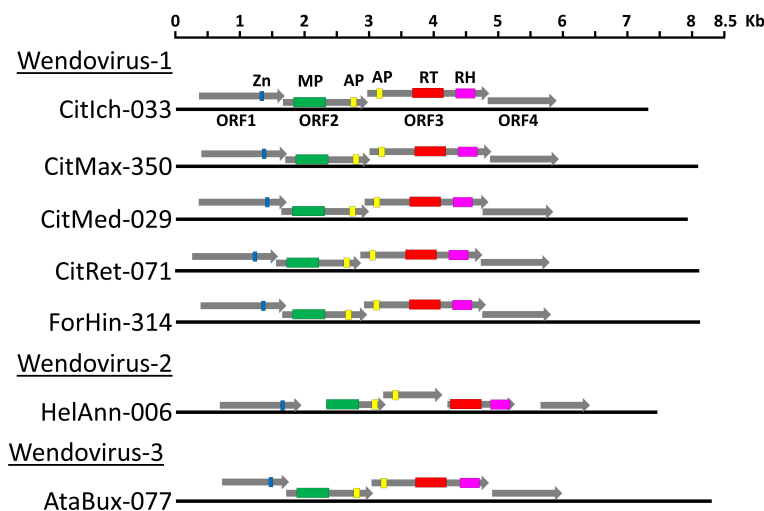 0 1 2 3 4 5 6 7 8 8.5 Kb
Wendovirus-1
Zn MP AP AP RT RH
CitIch-033
ORF1 ORF2 ORF3 ORF4
CitMax-350
CitMed-029
CitRet-071
ForHin-314
Wendovirus-2
HelAnn-006
Wendovirus-3
AtaBux-077